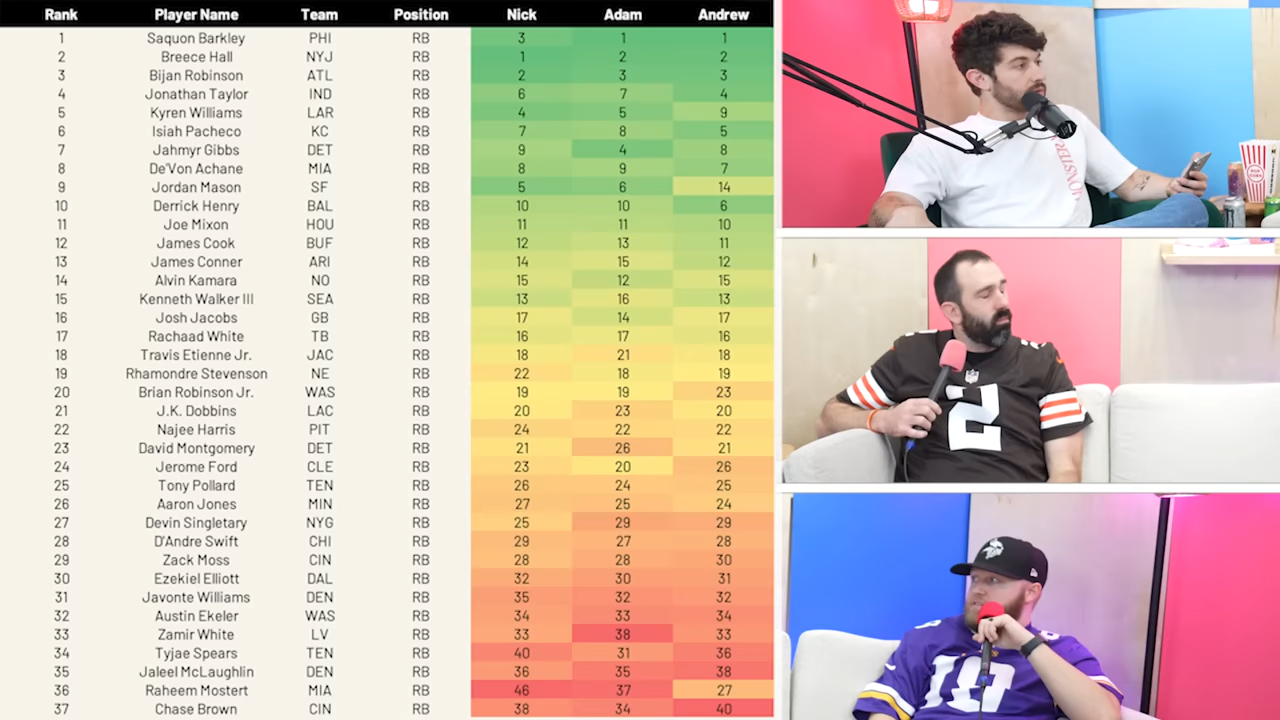 Rank Player Name Team Position Nick Adam Andrew
1 Saquon Barkley PHI RB 3 1 1
2 Breece Hall NYJ RB 1 2 2
3 Bijan Robinson ATL RB 2 3 3
4 Jonathan Taylor IND RB 6 7 4
5 Kyren Williams LAR RB 4 5 9
6 Isiah Pacheco KC RB 7 8 5
7 Jahmyr Gibbs DET RB 9 4 8
8 De'Von Achane MIA RB 8 9 7
9 Jordan Mason SF RB 5 6 14
10 Derrick Henry BAL RB 10 10 6
11 Joe Mixon HOU RB 11 11 10
12 James Cook BUF RB 12 13 11
13 James Conner ARI RB 14 15 12
14 Alvin Kamara NO RB 15 12 15
15 Kenneth Walker III SEA RB 13 16 13
16 Josh Jacobs GB RB 17 14 17
17 Rachaad White TB RB 16 17 16
18 Travis Etienne Jr. JAC RB 18 21 18
19 Rhamondre Stevenson NE RB 22 18 19
20 Brian Robinson Jr. WAS RB 19 19 23
21 J.K. Dobbins LAC RB 20 23 20
22 Najee Harris PIT RB 24 22 22
23 David Montgomery DET RB 21 26 21
24 Jerome Ford CLE RB 23 20 26
25 Tony Pollard TEN RB 26 24 25
26 Aaron Jones MIN RB 27 25 24
27 Devin Singletary NYG RB 25 29 29
28 D'Andre Swift CHI RB 29 27 28
29 Zack Moss CIN RB 28 28 30
30 Ezekiel Elliott DAL RB 32 30 31
31 Javonte Williams DEN RB 35 32 32
32 Austin Ekeler WAS RB 34 33 34
33 Zamir White LV RB 33 38 33
34 Tyjae Spears TEN RB 40 31 36
35 Jaleel McLaughlin DEN RB 36 35 38
36 Raheem Mostert MIA RB 46 37 27
37 Chase Brown CIN RB 38 34 40
MONSTER
2
18